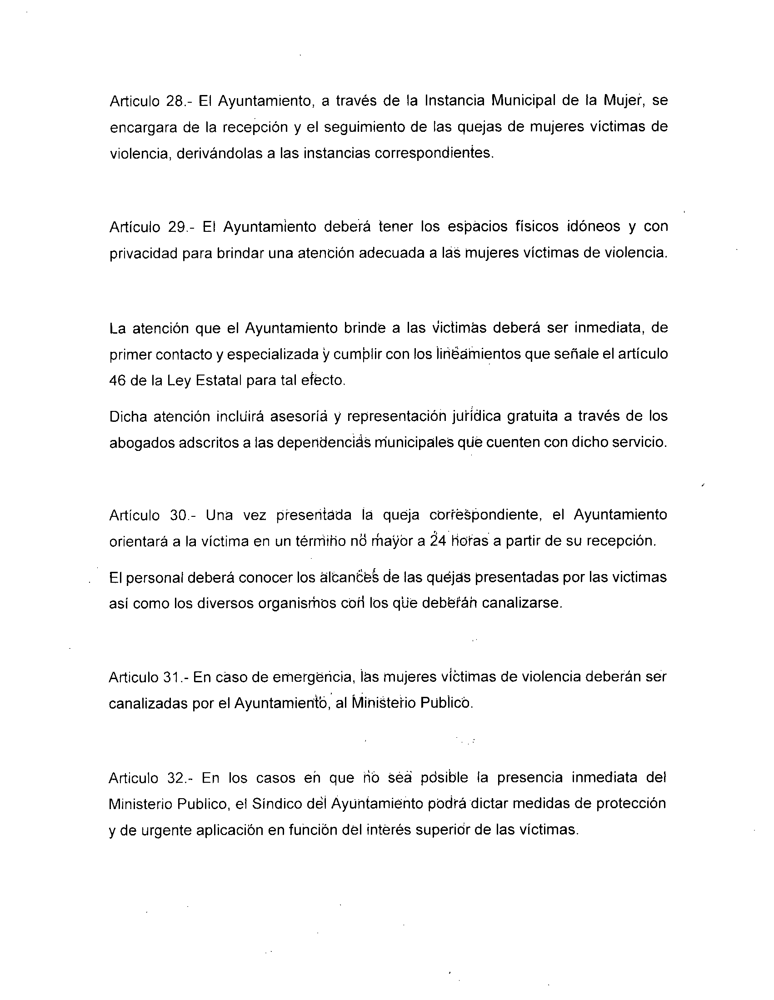 Articulo 28.- El Ayuntamiento, a través de la Instancia Municipal de la Mujer, se
encargara de la recepción y el seguimiento de las quejas de mujeres víctimas de
violencia, derivándolas a las instancias correspondientes.
Artículo 29.- El Ayuntamiento deberá tener los espacios físicos idóneos y con
privacidad para brindar una atención adecuada a las mujeres víctimas de violencia.
La atención que el Ayuntamiento brinde a las victimas deberá ser inmediata, de
primer contacto y especializada y cumplir con los lineamientos que señale el artículo
46 de la Ley Estatal para tal efecto.
Dicha atención incluirá asesoría y representación jurídica gratuita a través de los
abogados adscritos a las dependencias municipales que cuenten con dicho servicio.
Artículo 30.- Una vez presentada la queja correspondiente, el Ayuntamiento
orientará a la víctima en un término no mayor a 24 horas a partir de su recepción.
El personal deberá conocer los alcances de las quejas presentadas por las victimas
así como los diversos organismos con los que deberán canalizarse.
Articulo 31.- En caso de emergencia, las mujeres víctimas de violencia deberán ser
canalizadas por el Ayuntamiento, al Ministerio Publico.
Articulo 32.- En los casos en que no sea posible la presencia inmediata del
Ministerio Publico, el Síndico del Ayuntamiento podrá dictar medidas de protección
y de urgente aplicación en función del interés superior de las víctimas.